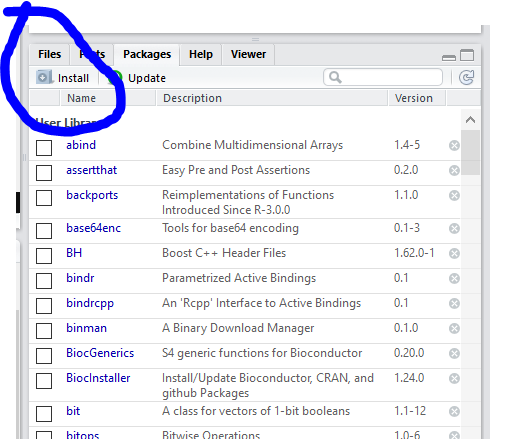 Files Plots Packages Help Viewer
Install Update
Name Description Version
User Library
abind Combine Multidimensional Arrays 1.4-5
assertthat Easy Pre and Post Assertions 0.2.0
backports Reimplementations of Functions Introduced Since R-3.0.0 1.1.0
base64enc Tools for base64 encoding 0.1-3
BH Boost C++ Header Files 1.62.0-1
bindr Parametrized Active Bindings 0.1
bindrcpp An 'Rcpp' Interface to Active Bindings 0.1
binman A Binary Download Manager 0.1.0
BiocGenerics S4 generic functions for Bioconductor 0.20.0
BiocInstaller Install/Update Bioconductor, CRAN, and github Packages 1.24.0
bit A class for vectors of 1-bit booleans 1.1-12
bitops Bitwise Operations 1.0-6